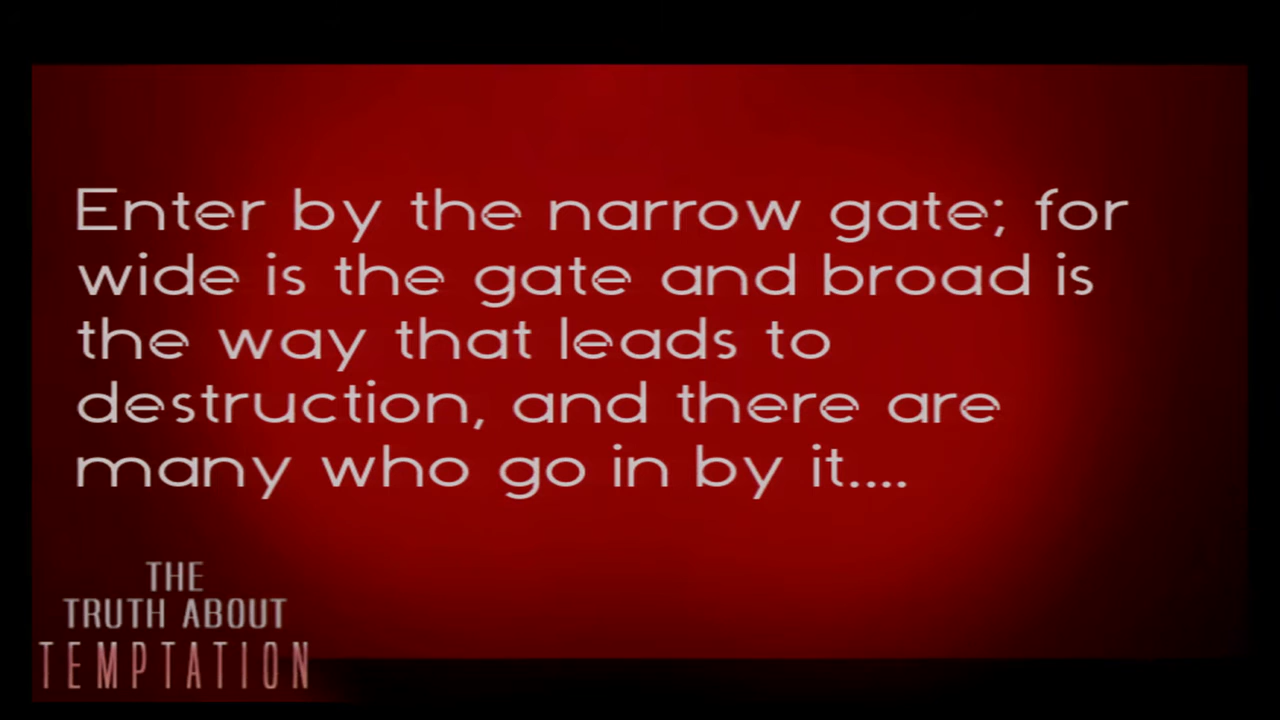 Enter by the narrow gate; for
wide is the gate and broad is
the way that leads to
destruction, and there are
many who go in by it....
THE
TRUTH ABOUT
TEMPTATION